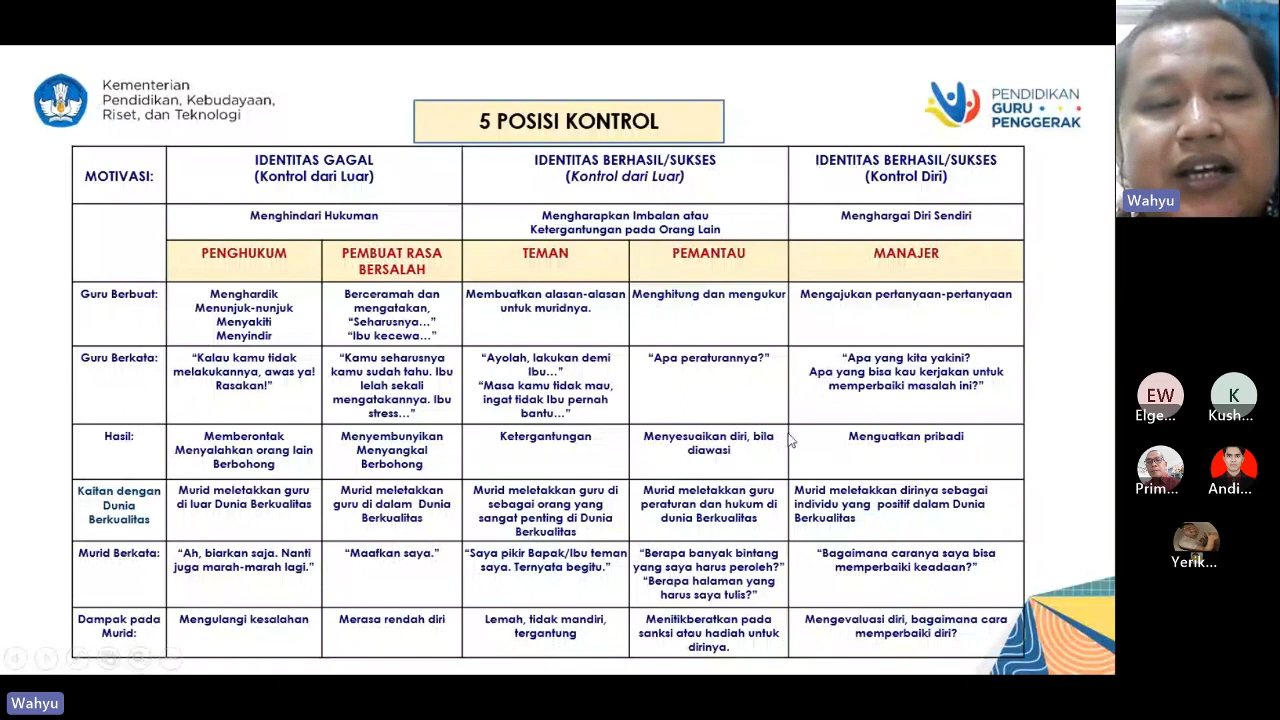 Kementerian
Pendidikan, Kebudayaan,
Riset, dan Teknologi
5 POSISI KONTROL
PENDIDIKAN
GURU
PENGGERAK
MOTIVASI:
IDENTITAS GAGAL
(Kontrol dari Luar)
IDENTITAS BERHASIL/SUKSES
(Kontrol dari Luar)
IDENTITAS BERHASIL/SUKSES
(Kontrol Diri)
Menghindari Hukuman
Mengharapkan Imbalan atau
Ketergantungan pada Orang Lain
Menghargai Diri Sendiri
PENGHUKUM
PEMBUAT RASA
BERSALAH
TEMAN
PEMANTAU
MANAJER
Guru Berbuat:
Menghardik
Menunjuk-nunjuk
Menyakiti
Menyindir
Berceramah dan
mengatakan,
“Seharusnya...”
“Ibu kecewa...”
Membuatkan alasan-alasan
untuk muridnya.
Menghitung dan mengukur
Mengajukan pertanyaan-pertanyaan
Guru Berkata:
“Kalau kamu tidak
melakukannya, awas ya!
Rasakan!”
“Kamu seharusnya
kamu sudah tahu. Ibu
lelah sekali
mengatakannya. Ibu
stress...”
“Ayolah, lakukan demi
Ibu...”
“Masa kamu tidak mau,
ingat tidak Ibu pernah
bantu...”
“Apa peraturannya?”
“Apa yang kita yakini?
Apa yang bisa kau kerjakan untuk
memperbaiki masalah ini?”
Hasil:
Memberontak
Menyalahkan orang lain
Berbohong
Menyembunyikan
Menyangkal
Berbohong
Ketergantungan
Menyesuaikan diri, bila
diawasi
Menguatkan pribadi
Kaitan dengan
Dunia
Berkualitas
Murid meletakkan guru
di luar Dunia Berkualitas
Murid meletakkan
guru di dalam Dunia
Berkualitas
Murid meletakkan guru di
sebagai orang yang
sangat penting di Dunia
Berkualitas
Murid meletakkan guru
peraturan dan hukum di
dunia Berkualitas
Murid meletakkan dirinya sebagai
individu yang positif dalam Dunia
Berkualitas
Murid Berkata:
“Ah, biarkan saja. Nanti
juga marah-marah lagi.”
“Maafkan saya.”
“Saya pikir Bapak/Ibu teman
saya. Ternyata begitu.”
“Berapa banyak bintang
yang saya harus peroleh?”
“Berapa halaman yang
harus saya tulis?”
“Bagaimana caranya saya bisa
memperbaiki keadaan?”
Dampak pada
Murid:
Mengulangi kesalahan
Merasa rendah diri
Lemah, tidak mandiri,
tergantung
Menitikberatkan pada
sanksi atau hadiah untuk
dirinya.
Mengevaluasi diri, bagaimana cara
memperbaiki diri?
Wahyu
EW
Elge...
K
Kush...
Prim...
Andi...
Yerik...
Wahyu